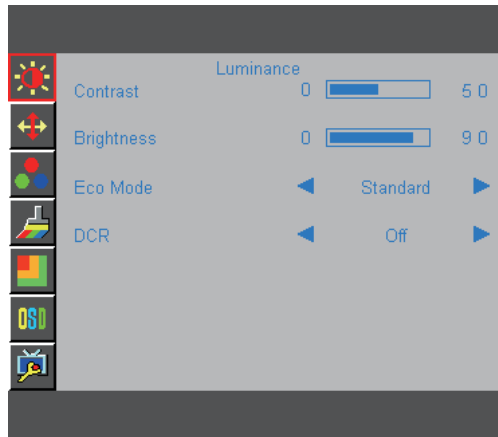 Luminance
Contrast 0 50
Brightness 0 90
Eco Mode Standard
DCR Off
OSD